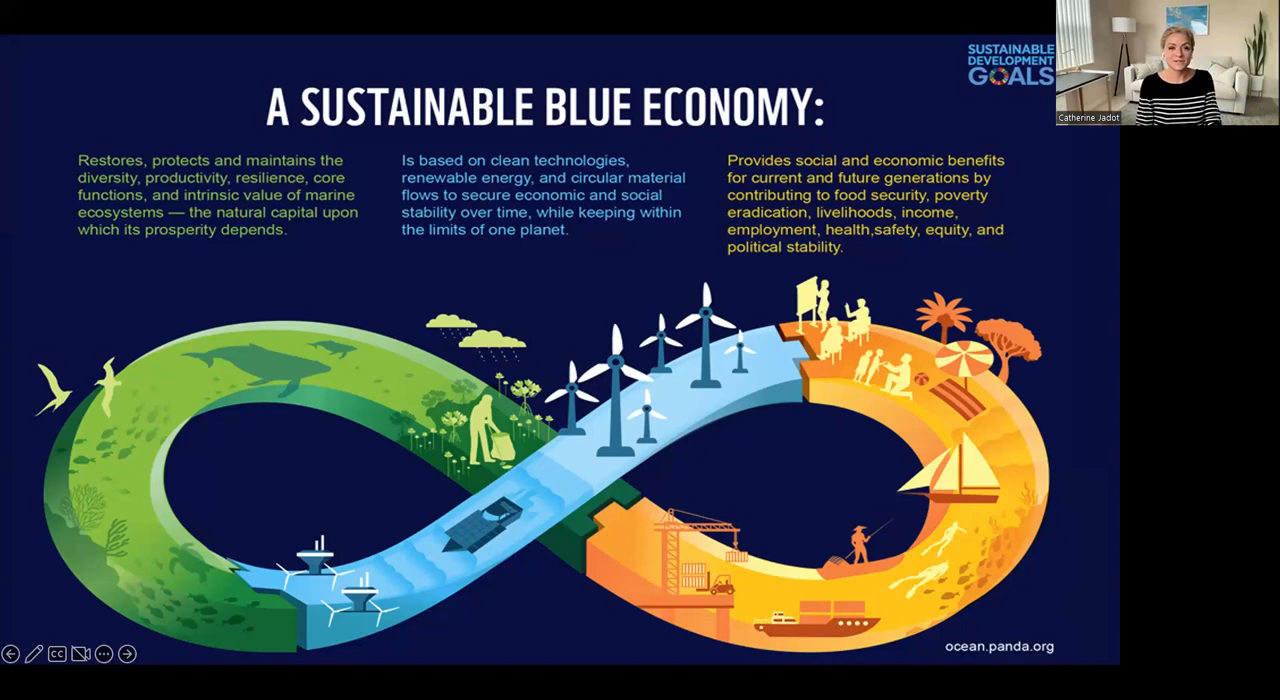 SUSTAINABLE
DEVELOPMENT
GOALS
Catherine Jadot
A SUSTAINABLE BLUE ECONOMY:
Restores, protects and maintains the
diversity, productivity, resilience, core
functions, and intrinsic value of marine
ecosystems — the natural capital upon
which its prosperity depends.
Is based on clean technologies,
renewable energy, and circular material
flows to secure economic and social
stability over time, while keeping within
the limits of one planet.
Provides social and economic benefits
for current and future generations by
contributing to food security, poverty
eradication, livelihoods, income,
employment, health,safety, equity, and
political stability.
CC
ocean.panda.org